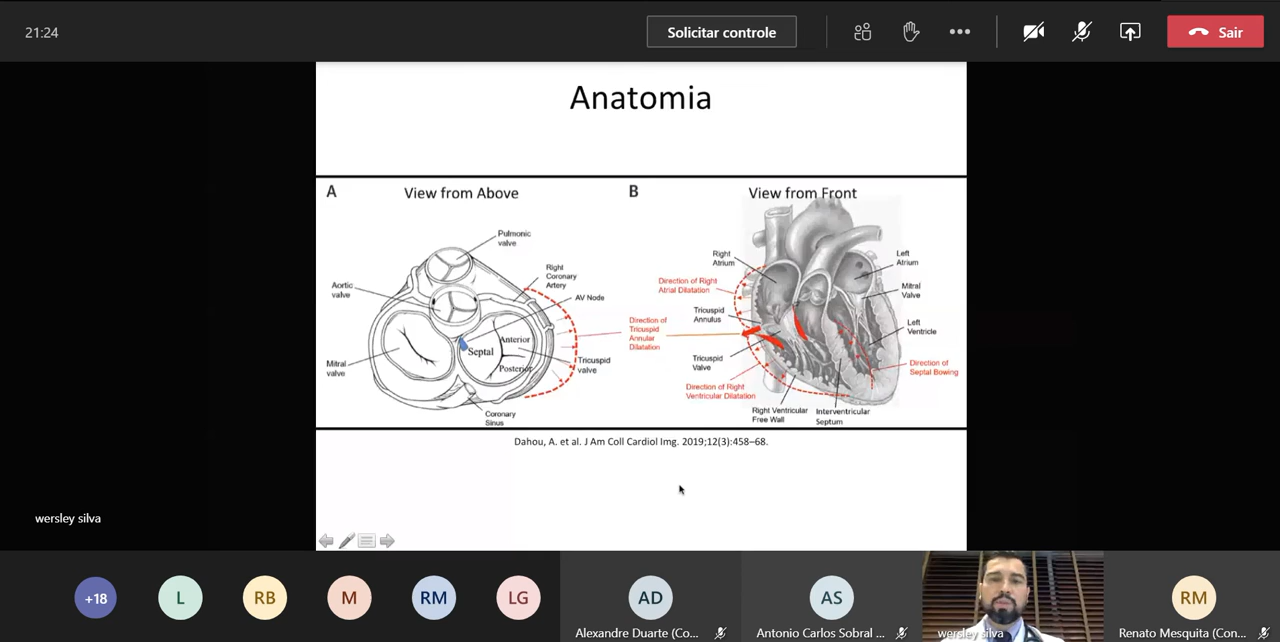 21:24
Solicitar controle
Sair
Anatomia
A
View from Above
Pulmonic
valve
Right
Coronary
Artery
AV Node
Aortic
valve
Anterior
Septal
Posterior
Mitral
valve
Tricuspid
valve
Coronary
Sinus
Direction of
Tricuspid
Annular
Dilatation
B
View from Front
Right
Atrium
Left
Atrium
Direction of Right
Atrial Dilatation
Mitral
Valve
Tricuspid
Annulus
Left
Ventricle
Tricuspid
Valve
Direction of
Septal Bowing
Direction of Right
Ventricular Dilatation
Right Ventricular
Free Wall
Interventricular
Septum
Dahou, A. et al. J Am Coll Cardiol Img. 2019;12(3):458–68.
wersley silva
+18
L
RB
M
RM
LG
AD
Alexandre Duarte (Co...
AS
Antonio Carlos Sobral ...
wersley silva
RM
Renato Mesquita (Con...